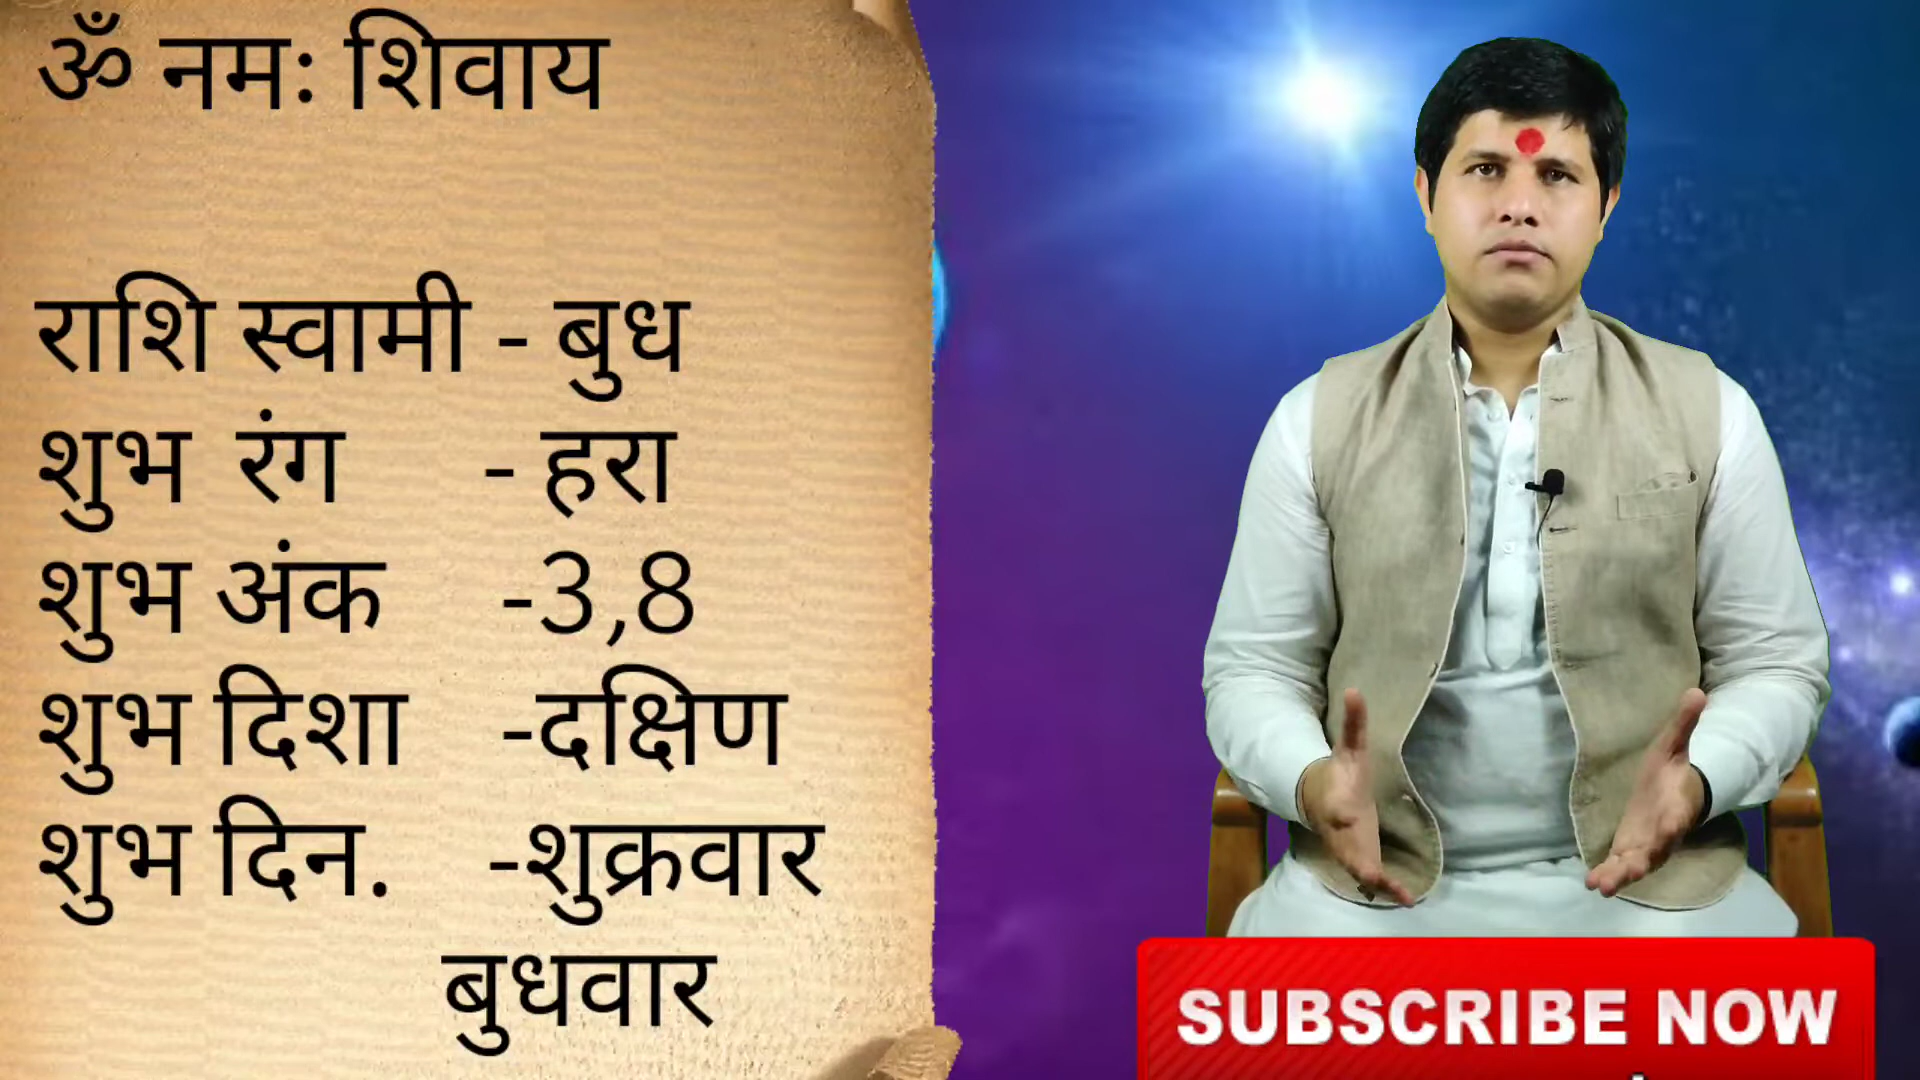 ॐ नमः शिवाय
राशि स्वामी - बुध
शुभ रंग - हरा
शुभ अंक -3,8
शुभ दिशा -दक्षिण
शुभ दिन. -शुक्रवार
बुधवार
SUBSCRIBE NOW